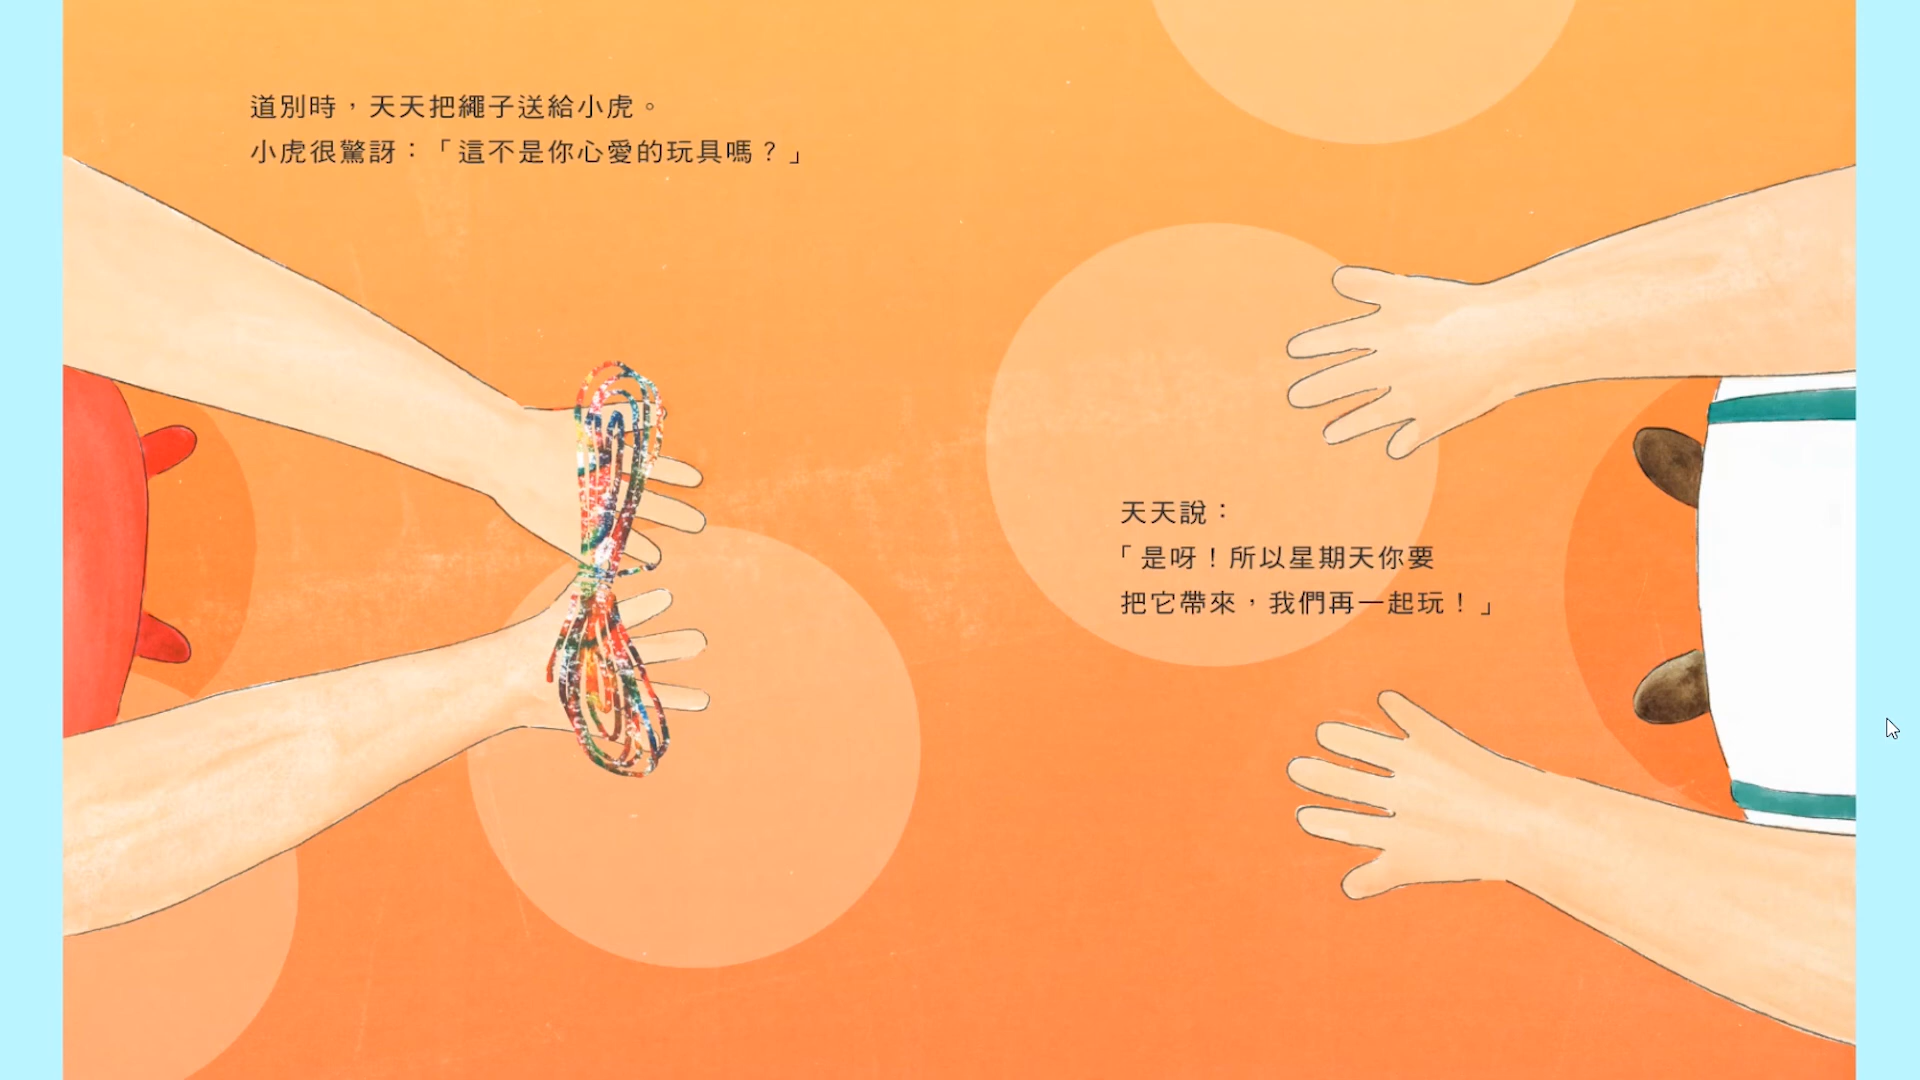 道別時，天天把繩子送給小虎。
小虎很驚訝：「這不是你心愛的玩具嗎？」
天天說：
「是呀！所以星期天你要
把它帶來，我們再一起玩！」